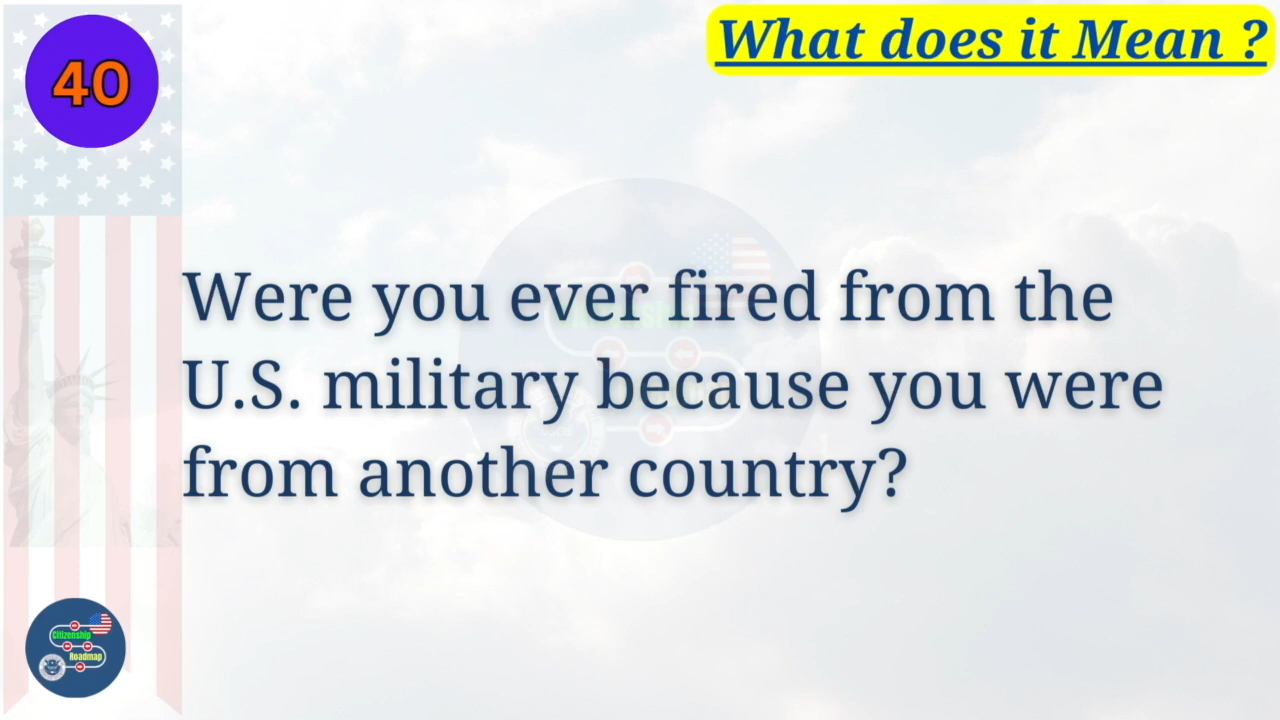 40
What does it Mean ?
Were you ever fired from the
U.S. military because you were
from another country?
Citizenship
Roadmap